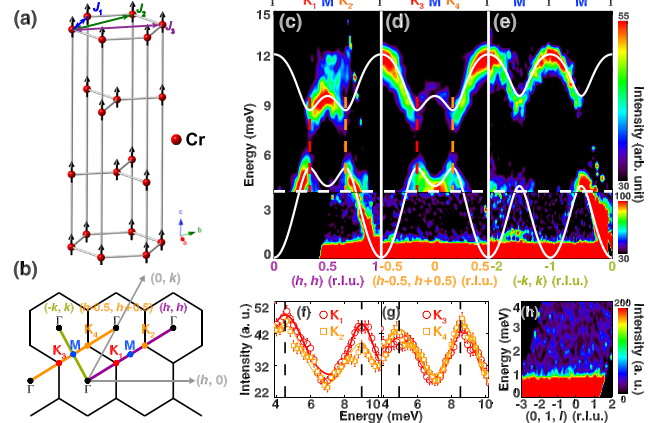 Γ K₁ M K₂ Γ K₃ M K₄ Γ M Γ M Γ
(a)
J₁
J₂
J₃
Cr
c
b
a
(b)
(0, k)
(-k, k) (h-0.5, h+0.5) (h, h)
Γ Γ Γ
K₄ K₂
M M
K₃ K₁
Γ Γ
(h, 0)
(c) (d) (e)
Energy (meV)
12
9
6
4
3
0
0 0.5 1
(h, h) (r.l.u.)
-0.5 0.0 0.5
(h-0.5, h+0.5) (r.l.u.)
-2 -1 0
(-k, k) (r.l.u.)
55
30
100
30
Intensity (arb. unit)
(f) K₁ K₂
(g) K₃ K₄
Intensity (a. u.)
52
42
32
22
4 6 8 10 4 6 8 10
Energy (meV)
(h)
Energy (meV)
4
3
2
1
0
-3 -2 -1 0 1 2
(0, 1, l) (r.l.u.)
200
0
Intensity (a. u.)